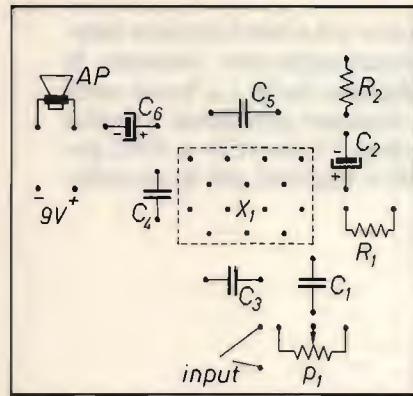 AP
C5
R2
C6
- +
C2
-
+
- 9V +
C4
X1
R1
C3
C1
input
P1